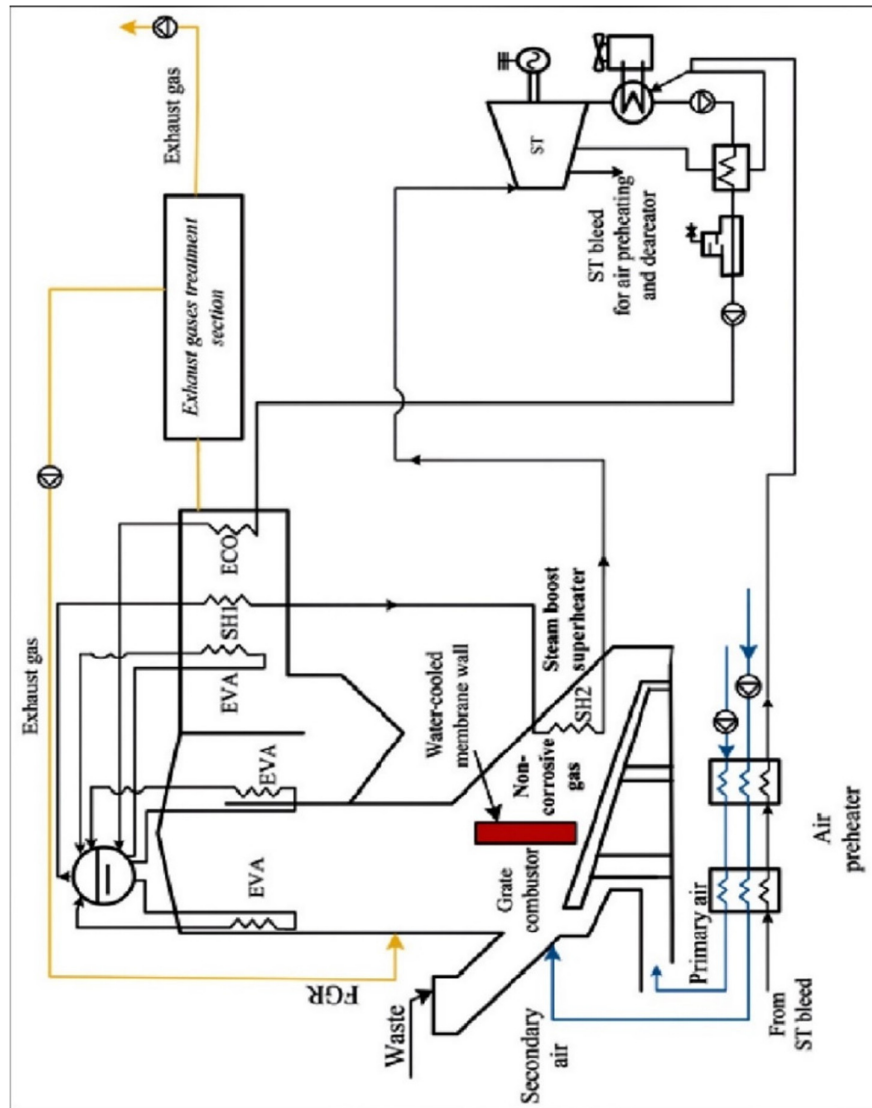 Exhaust gas
Exhaust gases treatment
section
Exhaust gas
ST
ST bleed
for air preheating
and deareator
ECO
SH1
EVA
EVA
EVA
FGR
Waste
Grate
combustor
Water-cooled
membrane wall
Non-
corrosive
gas
Steam boost
superheater
SH2
Secondary
air
Primary air
From
ST bleed
Air
preheater